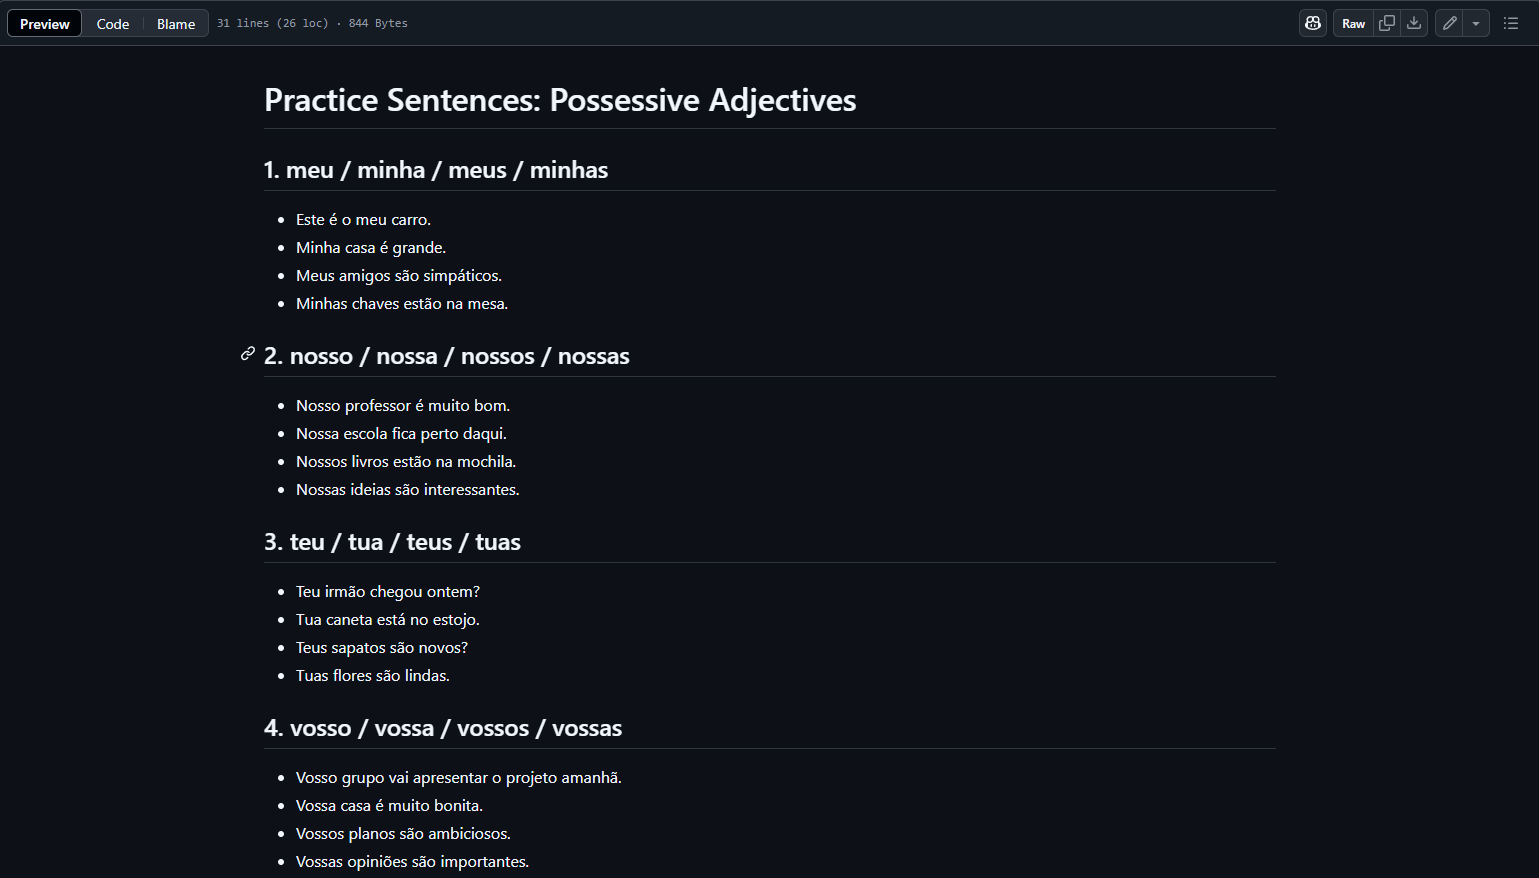 Preview Code Blame 31 lines (26 loc) · 844 Bytes Raw
Practice Sentences: Possessive Adjectives
1. meu / minha / meus / minhas
Este é o meu carro.
Minha casa é grande.
Meus amigos são simpáticos.
Minhas chaves estão na mesa.
2. nosso / nossa / nossos / nossas
Nosso professor é muito bom.
Nossa escola fica perto daqui.
Nossos livros estão na mochila.
Nossas ideias são interessantes.
3. teu / tua / teus / tuas
Teu irmão chegou ontem?
Tua caneta está no estojo.
Teus sapatos são novos?
Tuas flores são lindas.
4. vosso / vossa / vossos / vossas
Vosso grupo vai apresentar o projeto amanhã.
Vossa casa é muito bonita.
Vossos planos são ambiciosos.
Vossas opiniões são importantes.